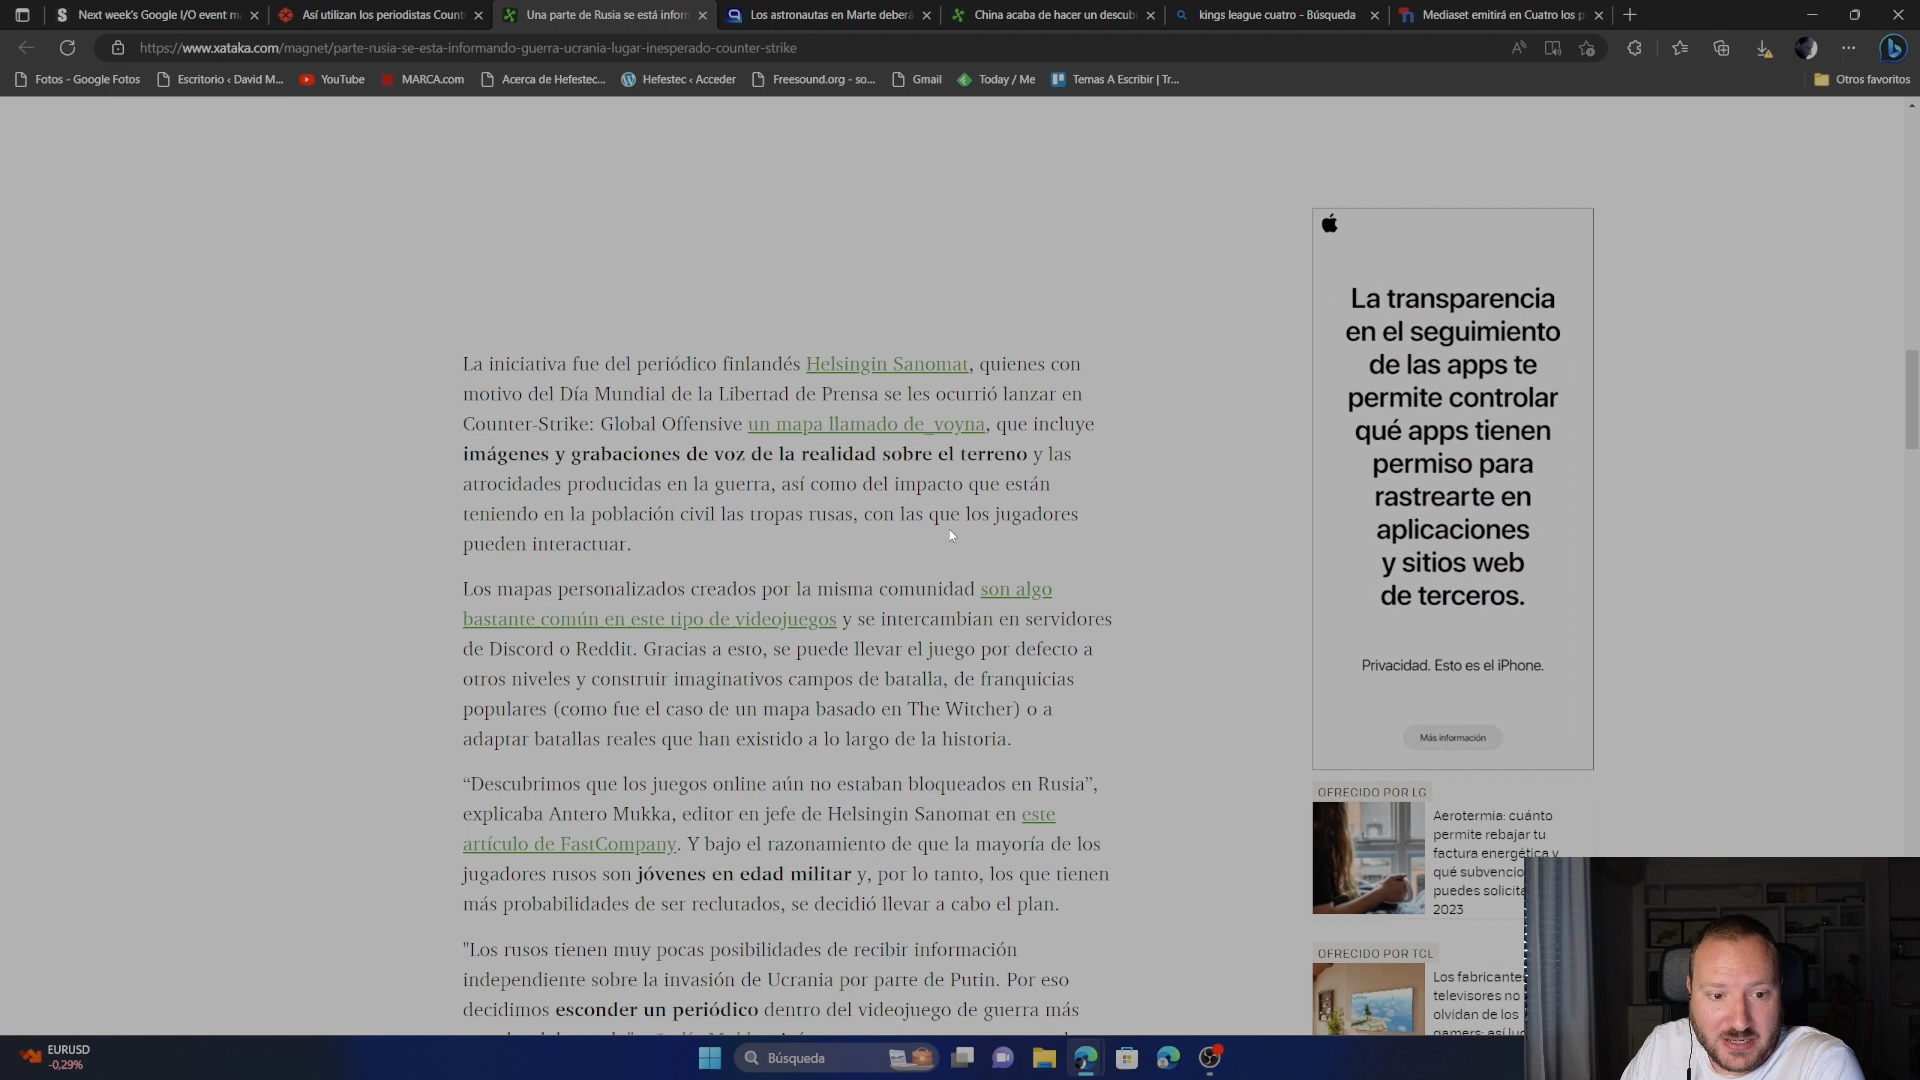 Next week's Google I/O event m
Así utilizan los periodistas Count
Una parte de Rusia se está inform
Los astronautas en Marte deberá
China acaba de hacer un descub
kings league cuatro - Búsqueda
Mediaset emitirá en Cuatro los p
https://www.xataka.com/magnet/parte-rusia-se-esta-informando-guerra-ucrania-lugar-inesperado-counter-strike
Fotos - Google Fotos
Escritorio ‹ David M...
YouTube
MARCA.com
Acerca de Hefestec...
Hefestec ‹ Acceder
Freesound.org - so...
Gmail
Today / Me
Temas A Escribir | Tr...
Otros favoritos
La iniciativa fue del periódico finlandés Helsingin Sanomat, quienes con
motivo del Día Mundial de la Libertad de Prensa se les ocurrió lanzar en
Counter-Strike: Global Offensive un mapa llamado de_voyna, que incluye
imágenes y grabaciones de voz de la realidad sobre el terreno y las
atrocidades producidas en la guerra, así como del impacto que están
teniendo en la población civil las tropas rusas, con las que los jugadores
pueden interactuar.
Los mapas personalizados creados por la misma comunidad son algo
bastante común en este tipo de videojuegos y se intercambian en servidores
de Discord o Reddit. Gracias a esto, se puede llevar el juego por defecto a
otros niveles y construir imaginativos campos de batalla, de franquicias
populares (como fue el caso de un mapa basado en The Witcher) o a
adaptar batallas reales que han existido a lo largo de la historia.
“Descubrimos que los juegos online aún no estaban bloqueados en Rusia”,
explicaba Antero Mukka, editor en jefe de Helsingin Sanomat en este
artículo de FastCompany. Y bajo el razonamiento de que la mayoría de los
jugadores rusos son jóvenes en edad militar y, por lo tanto, los que tienen
más probabilidades de ser reclutados, se decidió llevar a cabo el plan.
"Los rusos tienen muy pocas posibilidades de recibir información
independiente sobre la invasión de Ucrania por parte de Putin. Por eso
decidimos esconder un periódico dentro del videojuego de guerra más
La transparencia
en el seguimiento
de las apps te
permite controlar
qué apps tienen
permiso para
rastrearte en
aplicaciones
y sitios web
de terceros.
Privacidad. Esto es el iPhone.
Más información
OFRECIDO POR LG
Aerotermia: cuánto
permite rebajar tu
factura energética y
qué subvencio
puedes solicita
2023
OFRECIDO POR TCL
Los fabricante
televisores no
olvidan de los
gamers: así luc
EURUSD
-0,29%
Búsqueda